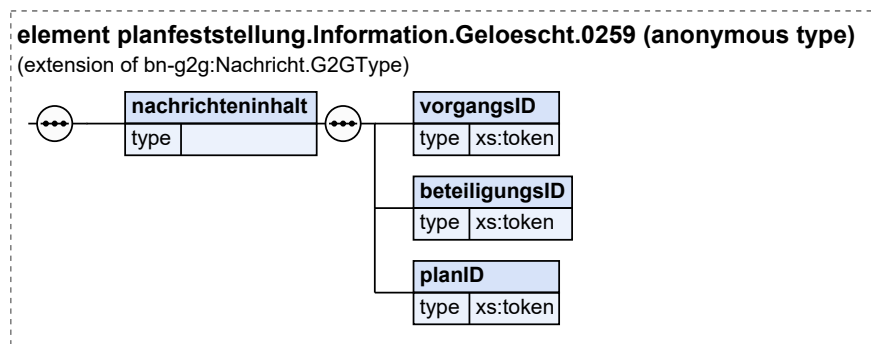 element planfeststellung.Information.Geloescht.0259 (anonymous type)
(extension of bn-g2g:Nachricht.G2GType)
nachrichteninhalt
type
vorgangsID
type xs:token
beteiligungsID
type xs:token
planID
type xs:token